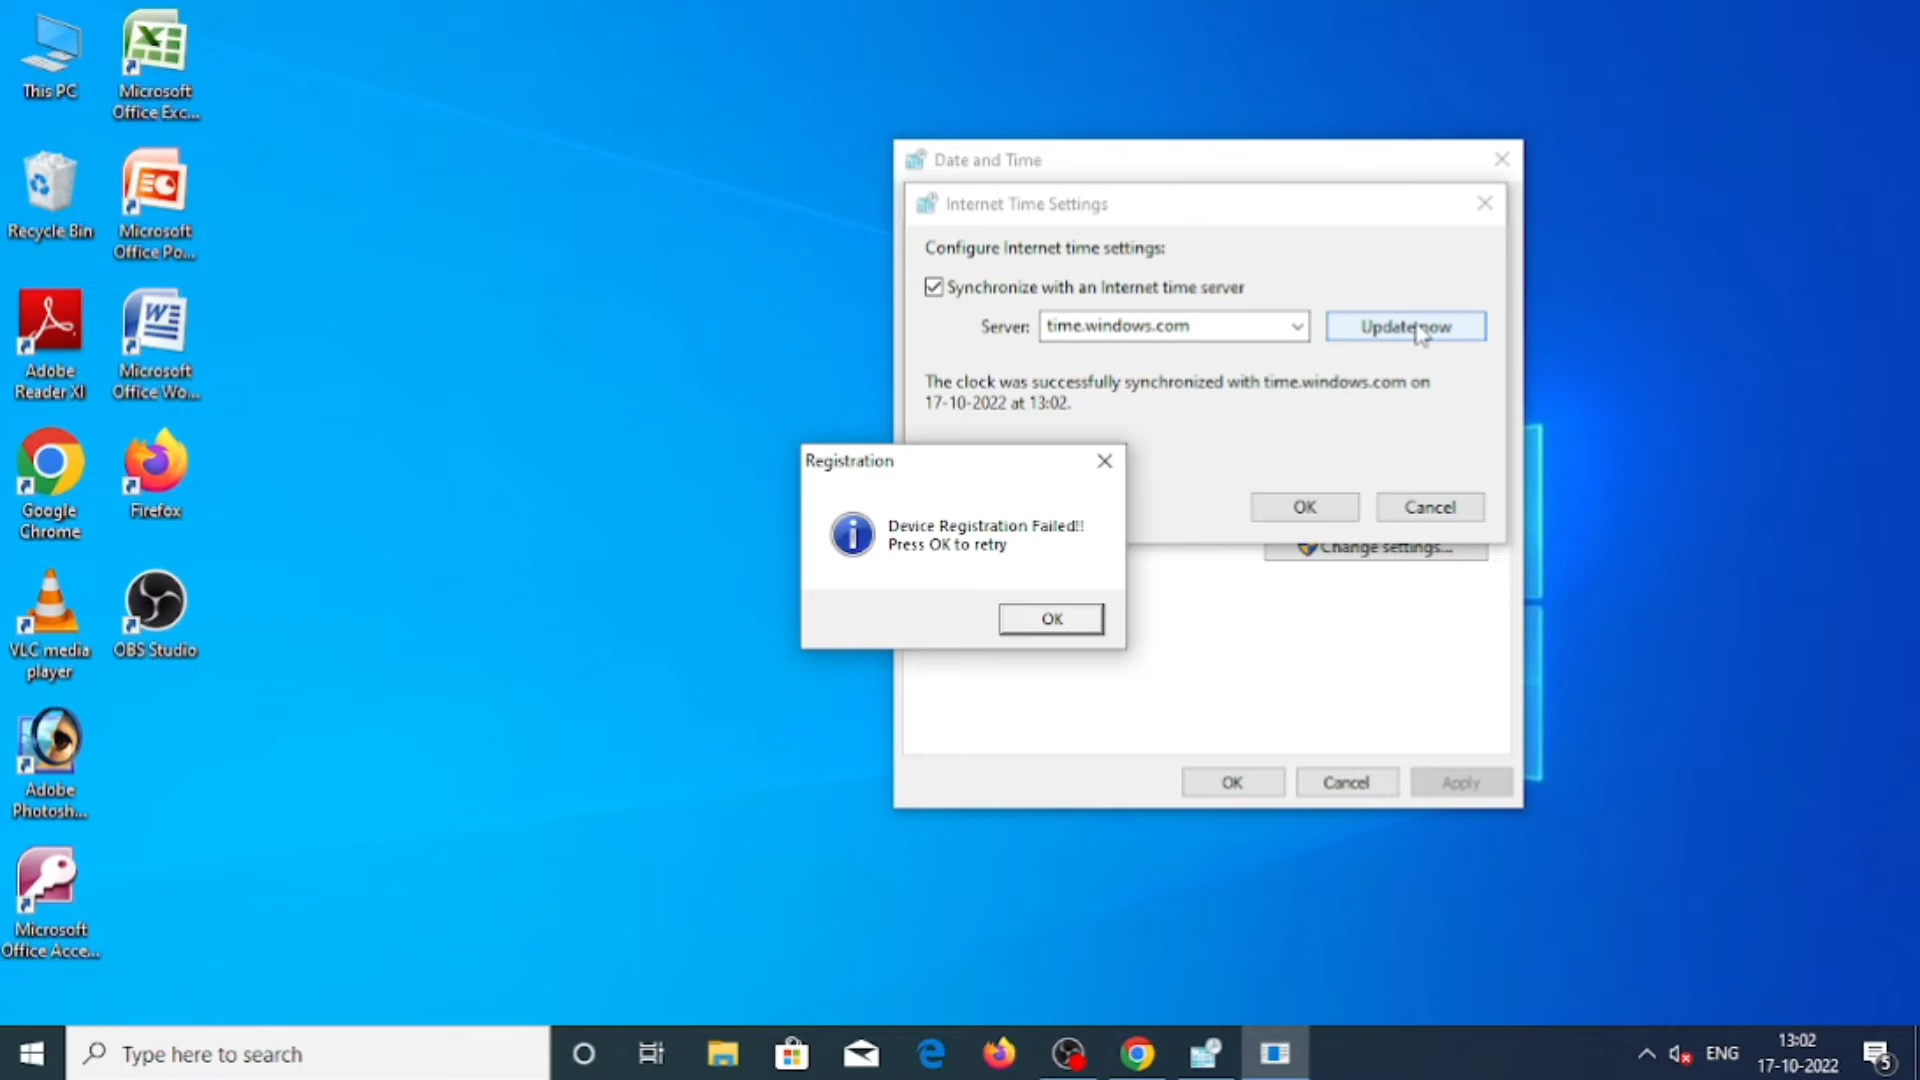 This PC
Microsoft
Office Exc...
Recycle Bin
Microsoft
Office Po...
Adobe
Reader XI
Microsoft
Office Wo...
Google
Chrome
Firefox
VLC media
player
OBS Studio
Adobe
Photosh...
Microsoft
Office Acce...
Date and Time
Internet Time Settings
Configure Internet time settings:
Synchronize with an Internet time server
Server: time.windows.com Update now
The clock was successfully synchronized with time.windows.com on
17-10-2022 at 13:02.
OK Cancel
Change settings...
Registration
Device Registration Failed!!
Press OK to retry
OK
OK Cancel Apply
Type here to search
ENG
13:02
17-10-2022
5